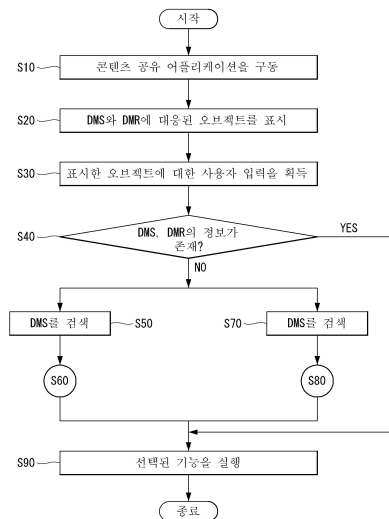 시작
S10
콘텐츠 공유 어플리케이션을 구동
S20
DMS와 DMR에 대응된 오브젝트를 표시
S30
표시한 오브젝트에 대한 사용자 입력을 획득
S40
DMS, DMR의 정보가
존재?
YES
NO
DMS를 검색
S50
S70
DMS를 검색
S60
S80
S90
선택된 기능을 실행
종료